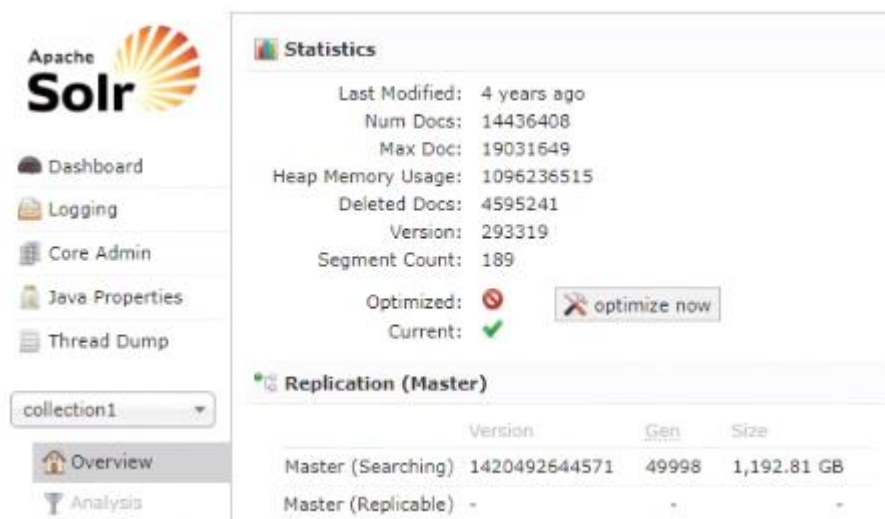 Apache
Solr
Dashboard
Logging
Core Admin
Java Properties
Thread Dump
collection1
Overview
Analysis
Statistics
Last Modified: 4 years ago
Num Docs: 14436408
Max Doc: 19031649
Heap Memory Usage: 1096236515
Deleted Docs: 4595241
Version: 293319
Segment Count: 189
Optimized:
optimize now
Current:
Replication (Master)
Version Gen Size
Master (Searching) 1420492644571 49998 1,192.81 GB
Master (Replicable) - - -